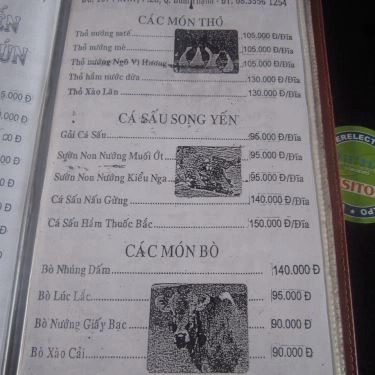 CÁC MÓN THỎ
Thỏ nướng satế 105.000 Đ/Đĩa
Thỏ nướng mè 105.000 Đ/Đĩa
Thỏ nướng Ngũ Vị Hương 105.000 Đ/Đĩa
Thỏ hầm nước dừa 130.000 Đ/Đĩa
Thỏ Xào Lăn 130.000 Đ/Đĩa
CÁ SẤU SONG YẾN
Gỏi Cá Sấu 95.000 Đ/Đĩa
Sườn Non Nướng Muối Ớt 95.000 Đ/Đĩa
Sườn Non Nướng Kiểu Nga 95.000 Đ/Đĩa
Cá Sấu Nấu Gừng 140.000 Đ/Đĩa
Cá Sấu Hầm Thuốc Bắc 150.000 Đ/Đĩa
CÁC MÓN BÒ
Bò Nhúng Dấm 140.000 Đ
Bò Lúc Lắc 95.000 Đ
Bò Nướng Giấy Bạc 90.000 Đ
Bò Xào Cải 90.000 Đ